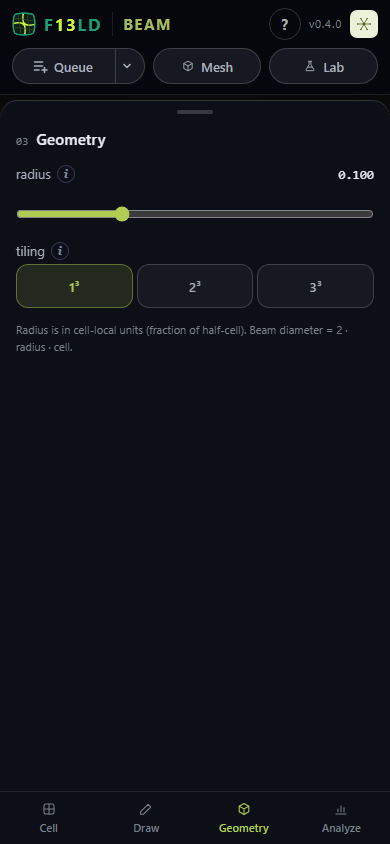 F13LD BEAM ? v0.4.0
Queue Mesh Lab
03 Geometry
radius i 0.100
tiling i
1³ 2³ 3³
Radius is in cell-local units (fraction of half-cell). Beam diameter = 2 ·
radius · cell.
Cell Draw Geometry Analyze